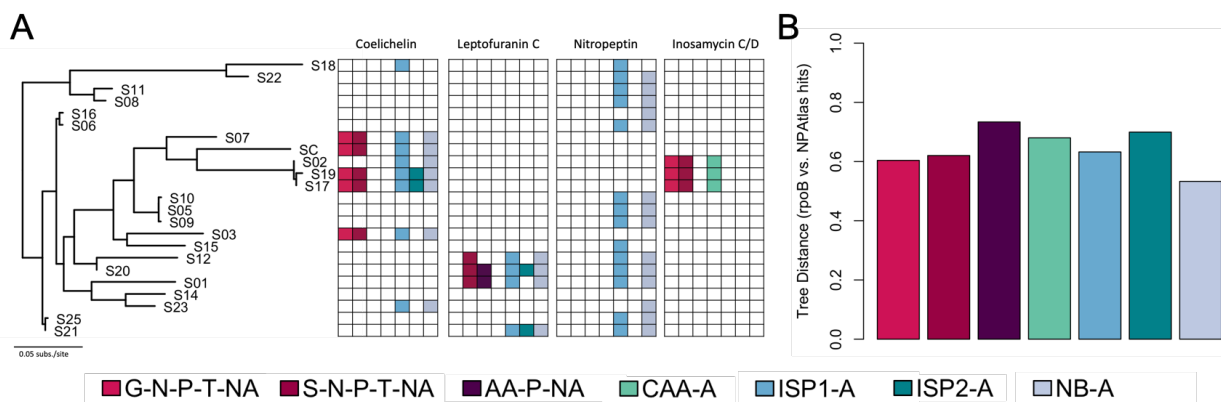 A
B
Coelichelin
Leptofuranin C
Nitropeptin
Inosamycin C/D
S18
S22
S11
S08
S16
S06
S07
SC
S02
S19
S17
S10
S05
S09
S03
S15
S12
S20
S01
S14
S23
S25
S21
0.05 subs./site
Tree Distance (rpoB vs. NPAtlas hits)
1.0
0.8
0.6
0.4
0.2
0.0
G-N-P-T-NA
S-N-P-T-NA
AA-P-NA
CAA-A
ISP1-A
ISP2-A
NB-A